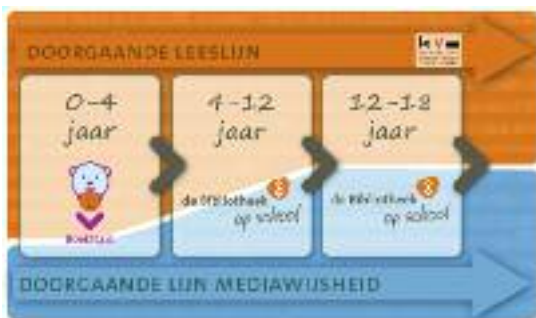 DOORGAANDE LEESLIJN
0-4
jaar
4-12
jaar
de Bibliotheek
op school
12-18
jaar
de Bibliotheek
op school
DOORGAANDE LIJN MEDIAWIJSHEID